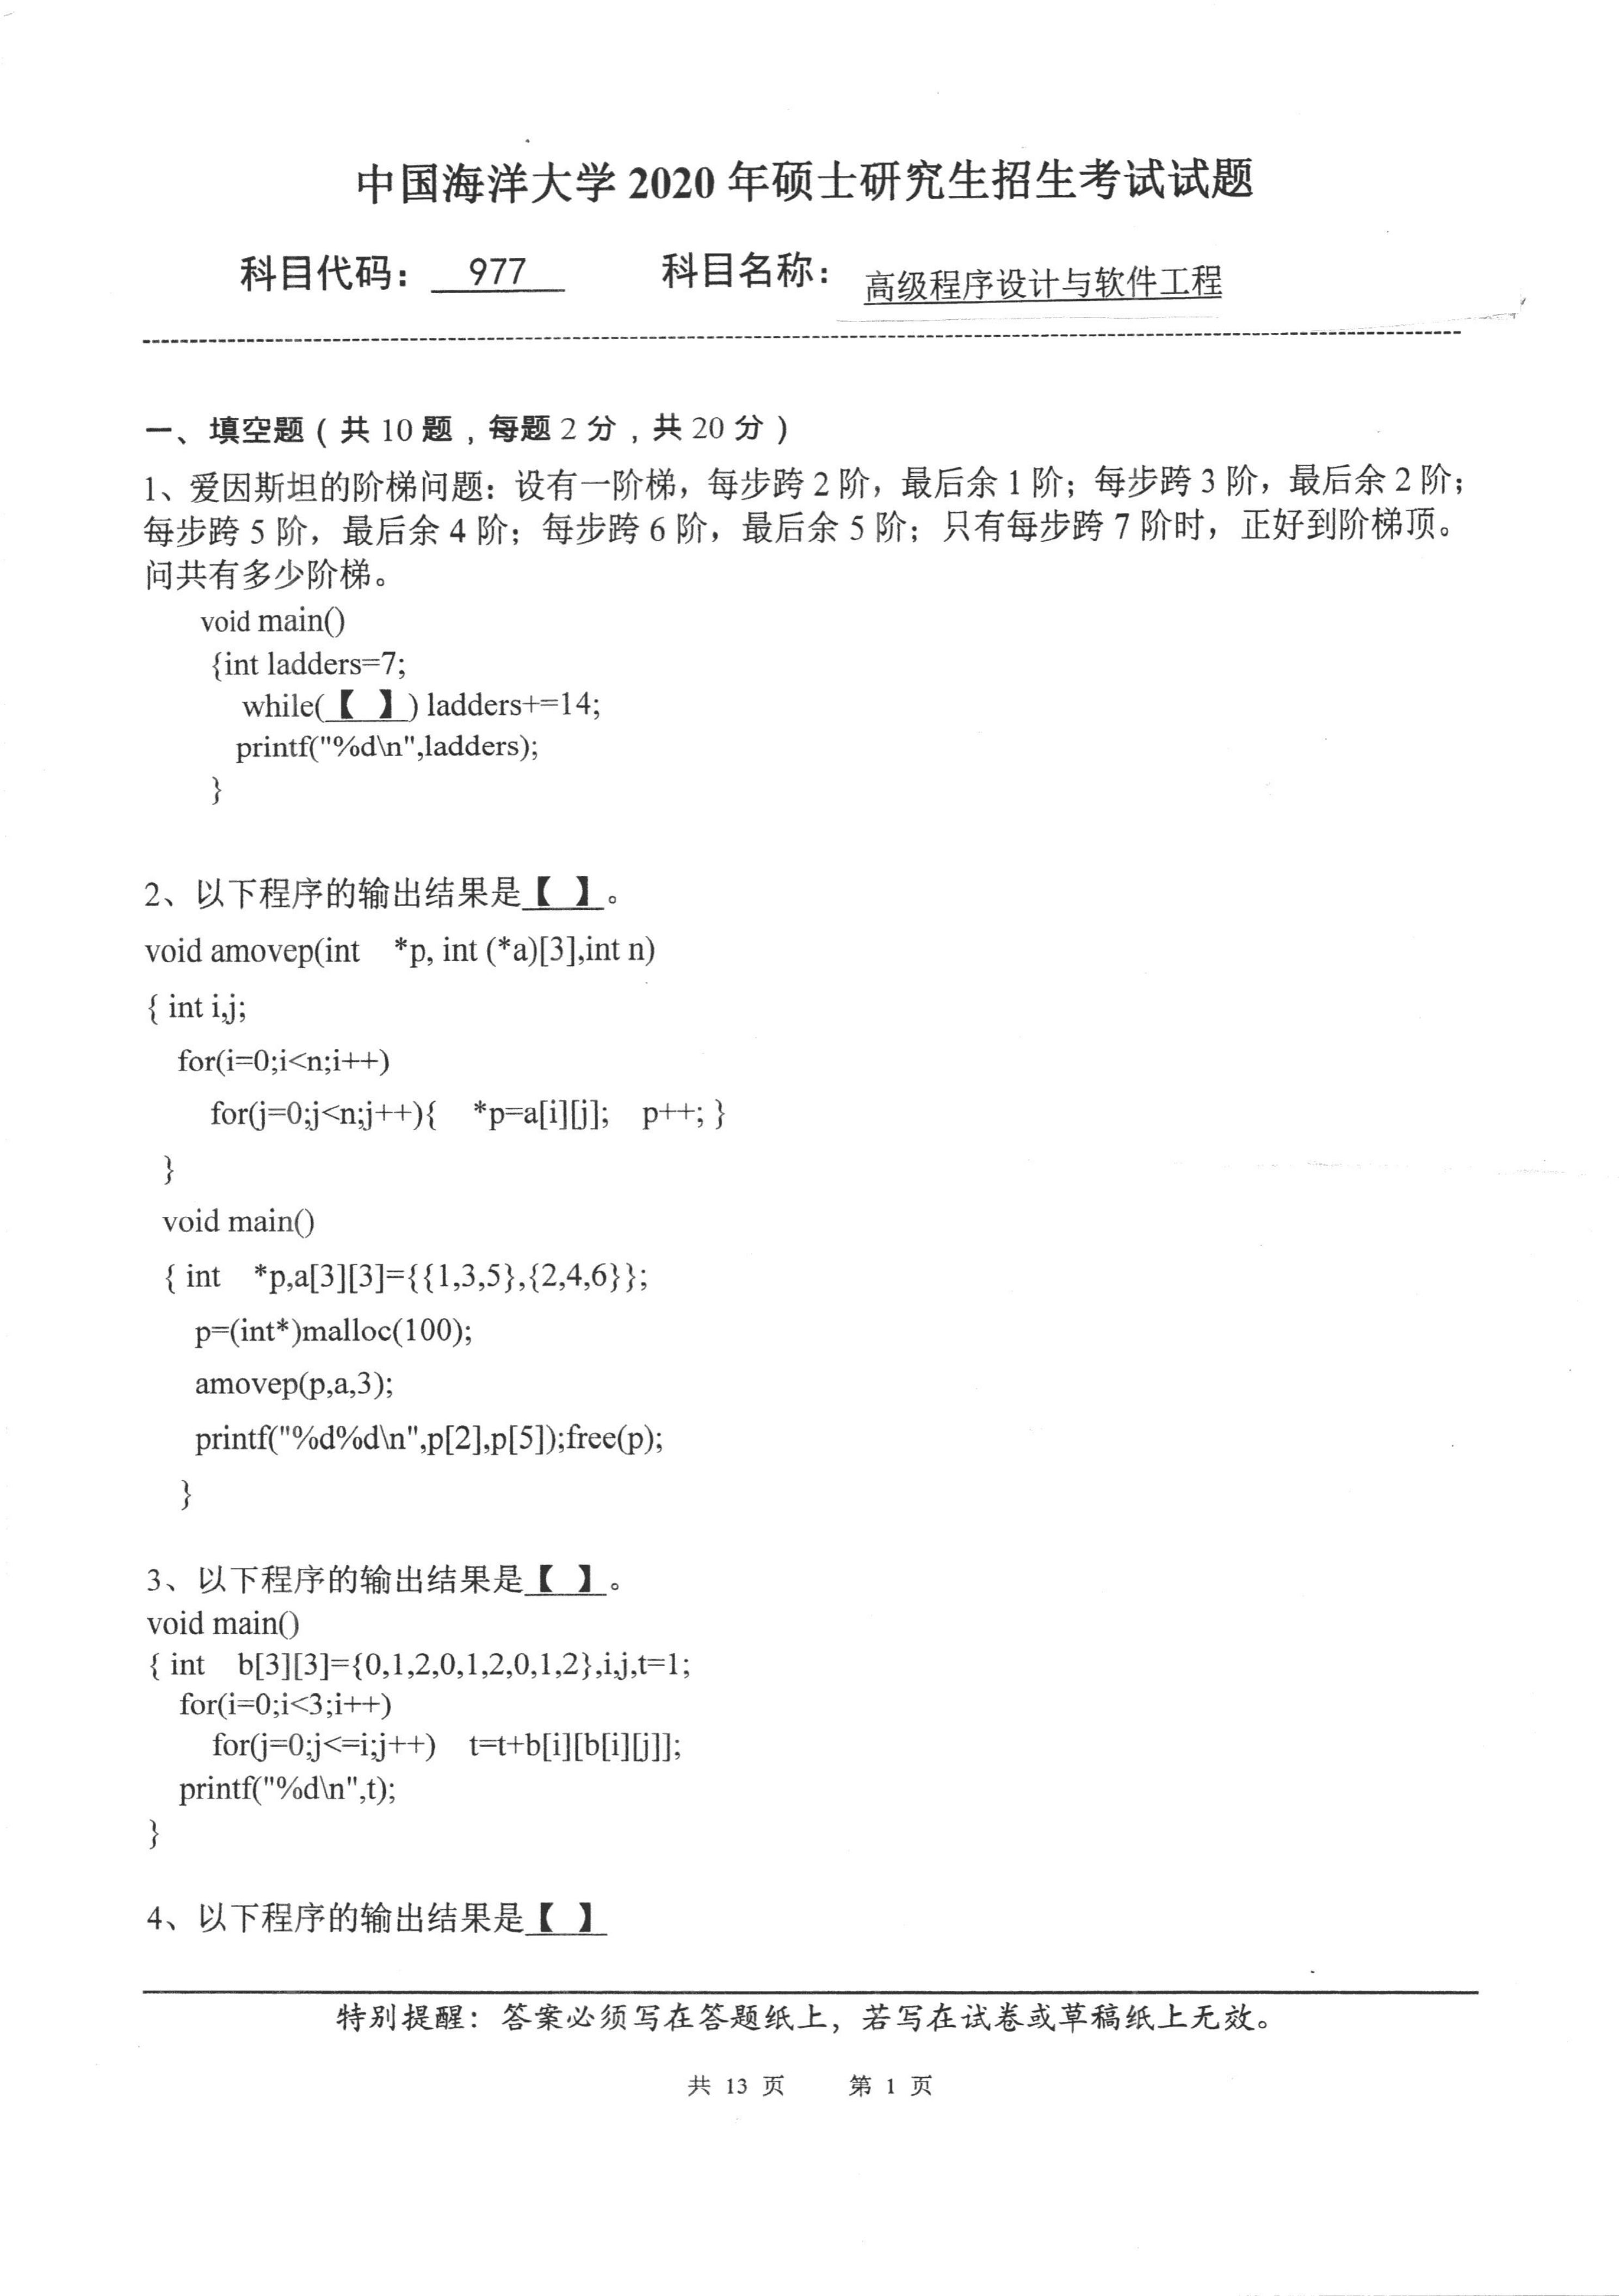 中国海洋大学 2020 年硕士研究生招生考试试题
科目代码： 977 科目名称： 高级程序设计与软件工程
一、填空题（共 10 题，每题 2 分，共 20 分）
1、爱因斯坦的阶梯问题：设有一阶梯，每步跨 2 阶，最后余 1 阶；每步跨 3 阶，最后余 2 阶；
每步跨 5 阶，最后余 4 阶；每步跨 6 阶，最后余 5 阶；只有每步跨 7 阶时，正好到阶梯顶。
问共有多少阶梯。
void main()
{int ladders=7;
while(【 】) ladders+=14;
printf("%d\n",ladders);
}
2、以下程序的输出结果是【 】。
void amovep(int *p, int (*a)[3],int n)
{ int i,j;
for(i=0;i<n;i++)
for(j=0;j<n;j++){ *p=a[i][j]; p++; }
}
void main()
{ int *p,a[3][3]={{1,3,5},{2,4,6}};
p=(int*)malloc(100);
amovep(p,a,3);
printf("%d%d\n",p[2],p[5]);free(p);
}
3、以下程序的输出结果是【 】。
void main()
{ int b[3][3]={0,1,2,0,1,2,0,1,2},i,j,t=1;
for(i=0;i<3;i++)
for(j=0;j<=i;j++) t=t+b[i][b[i][j]];
printf("%d\n",t);
}
4、以下程序的输出结果是【 】
特别提醒：答案必须写在答题纸上，若写在试卷或草稿纸上无效。
共 13 页 第 1 页